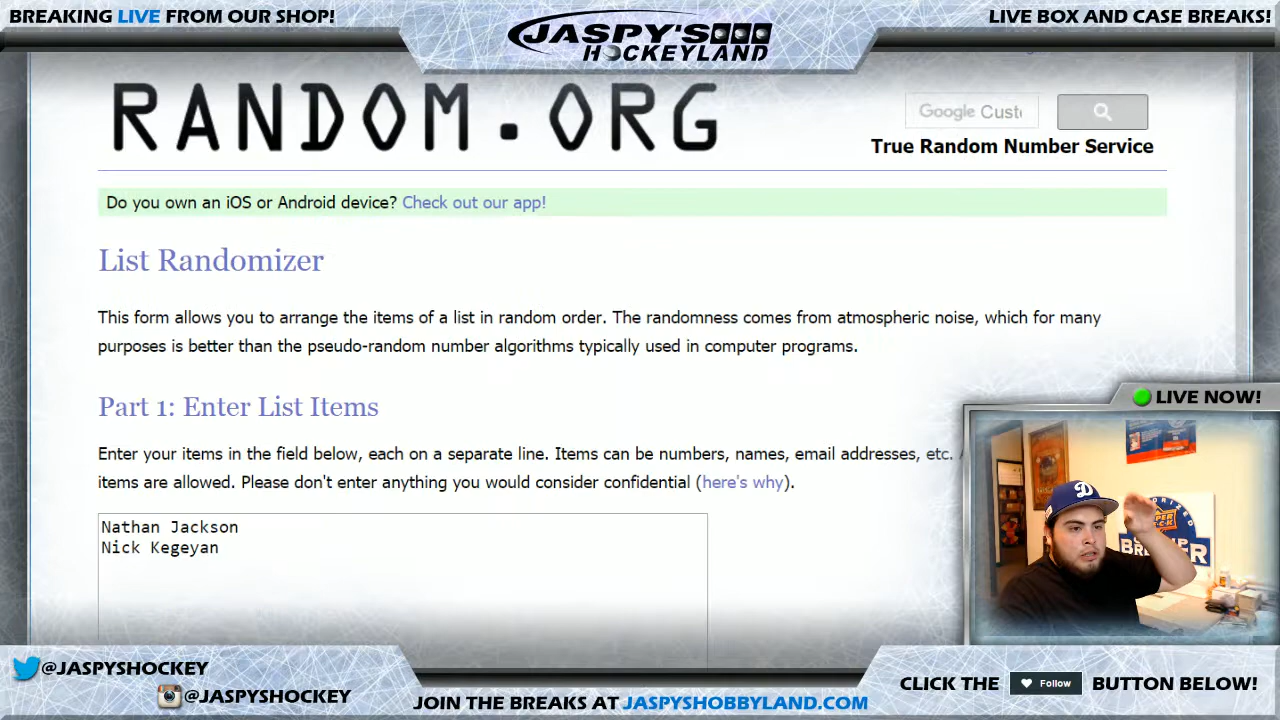 BREAKING LIVE FROM OUR SHOP!
JASPY'S
HOCKEYLAND
LIVE BOX AND CASE BREAKS!
RANDOM.ORG
Google Cust
True Random Number Service
Do you own an iOS or Android device? Check out our app!
List Randomizer
This form allows you to arrange the items of a list in random order. The randomness comes from atmospheric noise, which for many
purposes is better than the pseudo-random number algorithms typically used in computer programs.
Part 1: Enter List Items
Enter your items in the field below, each on a separate line. Items can be numbers, names, email addresses, etc.
items are allowed. Please don't enter anything you would consider confidential (here's why).
Nathan Jackson
Nick Kegeyan
LIVE NOW!
D
UPPER
DECK
BREAKER
@JASPYSHOCKEY
@JASPYSHOCKEY
JOIN THE BREAKS AT JASPYSHOBBYLAND.COM
CLICK THE Follow BUTTON BELOW!